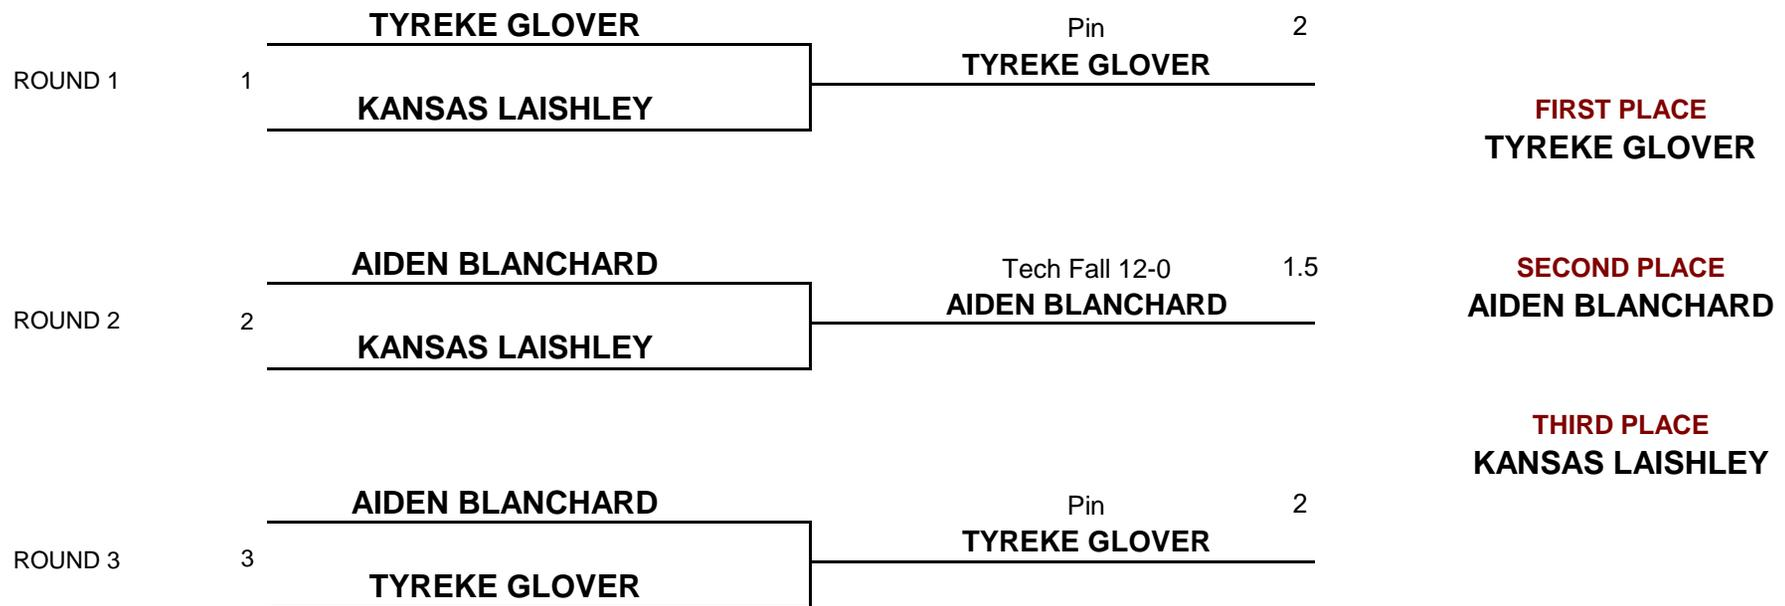 TYREKE GLOVER
Pin 2
TYREKE GLOVER
ROUND 1 1
KANSAS LAISHLEY
FIRST PLACE
TYREKE GLOVER
AIDEN BLANCHARD
Tech Fall 12-0 1.5
AIDEN BLANCHARD
SECOND PLACE
AIDEN BLANCHARD
ROUND 2 2
KANSAS LAISHLEY
THIRD PLACE
KANSAS LAISHLEY
AIDEN BLANCHARD
Pin 2
TYREKE GLOVER
ROUND 3 3
TYREKE GLOVER